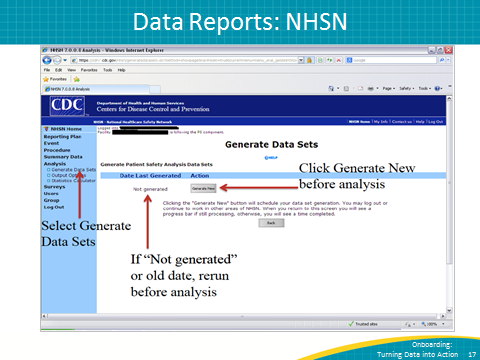 Data Reports: NHSN
NHSN 7.0.0.X Analysis - Windows Internet Explorer
File Edit View Favorites Tools Help
Favorites
NHSN 7.0.0.X Analysis
Page Safety Tools
CDC
Department of Health and Human Services
Centers for Disease Control and Prevention
NHSN - National Healthcare Safety Network
NHSN Home | My Info | Contact us | Help | Log Out
NHSN Home
Reporting Plan
Event
Procedure
Summary Data
Analysis
Generate Data Sets
Output Options
Statistics Calculator
Surveys
Users
Group
Log Out
Facility
is following the PS component.
Generate Data Sets
Generate Patient Safety Analysis Data Sets
Date Last Generated Action
Not generated Generate New
Clicking the "Generate New" button will schedule your data set generation. You may log out or
continue to work in other areas of NHSN. When you return to this screen you will see a
progress bar if still processing, otherwise, you will see a time completed.
Back
Click Generate New
before analysis
Select Generate
Data Sets
If “Not generated”
or old date, rerun
before analysis
Trusted sites
100%
Onboarding:
Turning Data into Action 17